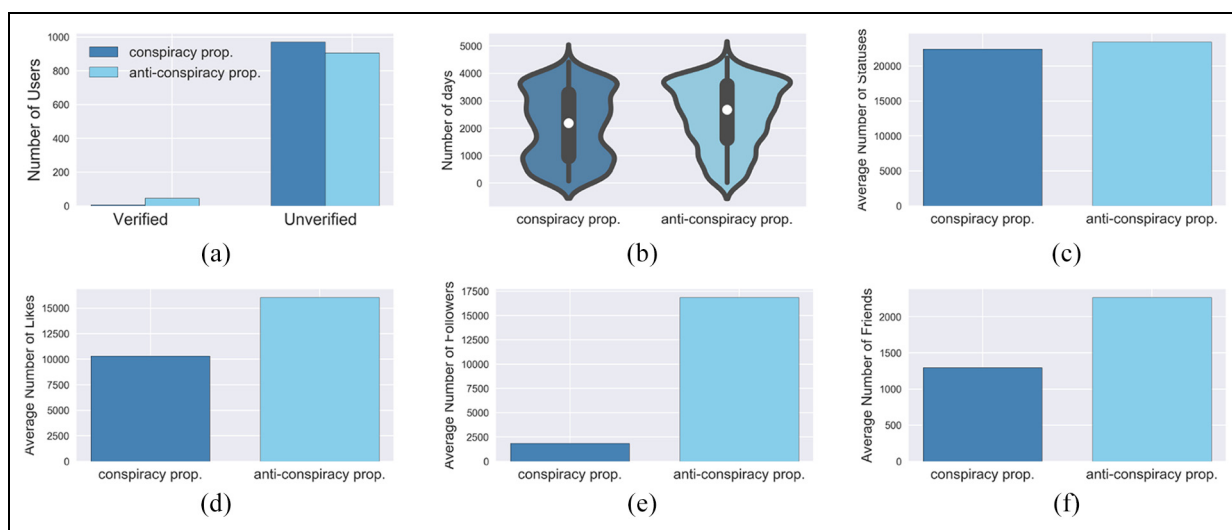 1000
800
600
400
200
0
Number of Users
conspiracy prop.
anti-conspiracy prop.
Verified
Unverified
(a)
5000
4000
3000
2000
1000
0
Number of days
conspiracy prop.
anti-conspiracy prop.
(b)
20000
15000
10000
5000
0
Average Number of Statuses
conspiracy prop.
anti-conspiracy prop.
(c)
15000
12500
10000
7500
5000
2500
0
Average Number of Likes
conspiracy prop.
anti-conspiracy prop.
(d)
17500
15000
12500
10000
7500
5000
2500
0
Average Number of Followers
conspiracy prop.
anti-conspiracy prop.
(e)
2000
1500
1000
500
0
Average Number of Friends
conspiracy prop.
anti-conspiracy prop.
(f)